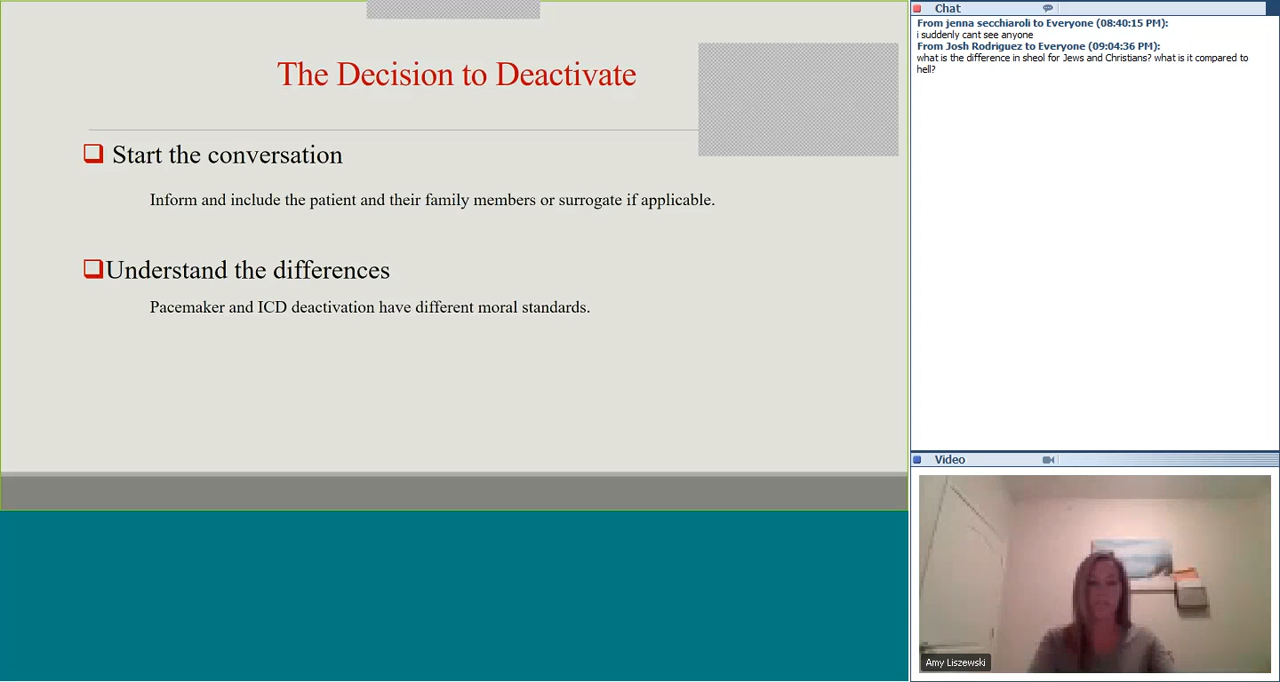 The Decision to Deactivate
Start the conversation
Inform and include the patient and their family members or surrogate if applicable.
Understand the differences
Pacemaker and ICD deactivation have different moral standards.
Chat
From jenna secchiaroli to Everyone (08:40:15 PM):
i suddenly cant see anyone
From Josh Rodriguez to Everyone (09:04:36 PM):
what is the difference in sheol for Jews and Christians? what is it compared to
hell?
Video
Amy Liszewski